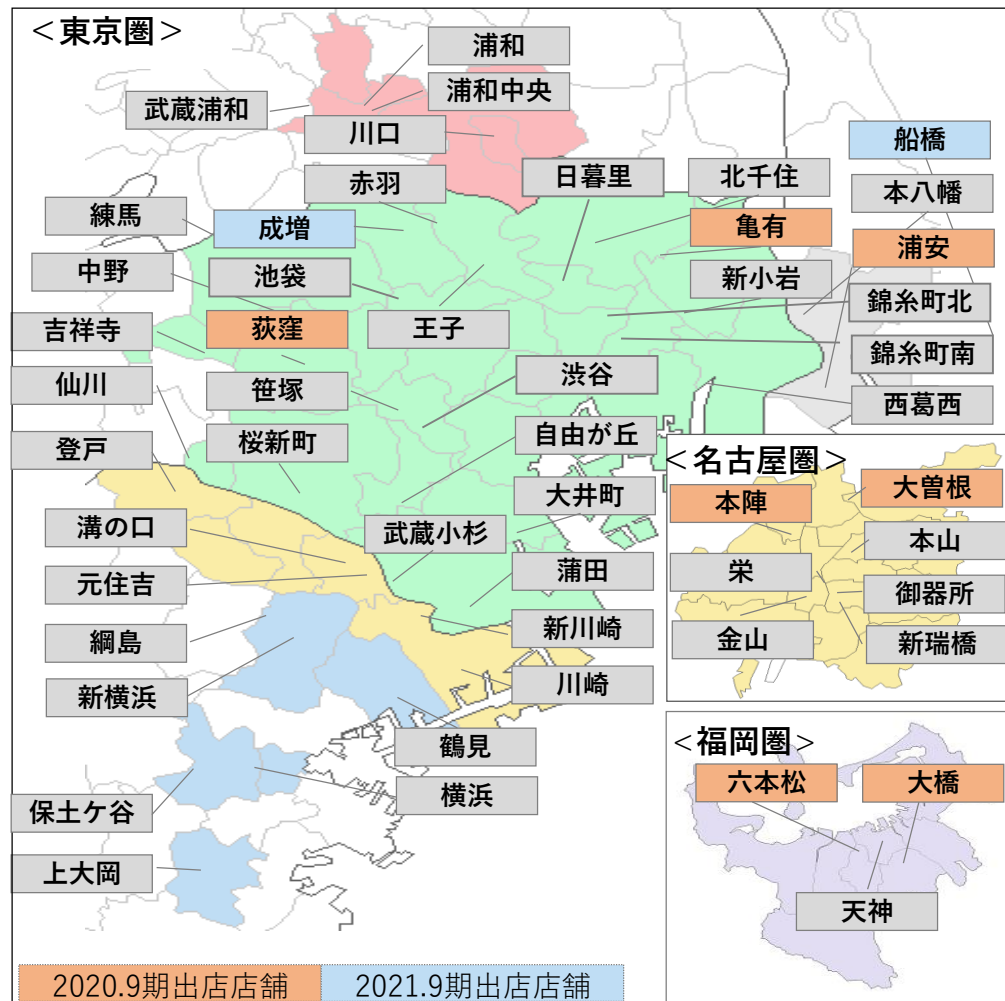 ＜東京圏＞
浦和
浦和中央
武蔵浦和
川口
船橋
赤羽
日暮里
北千住
本八幡
練馬
成増
亀有
浦安
中野
池袋
新小岩
錦糸町北
吉祥寺
荻窪
王子
錦糸町南
仙川
笹塚
渋谷
西葛西
登戸
桜新町
自由が丘
大井町
溝の口
武蔵小杉
元住吉
蒲田
綱島
新川崎
新横浜
川崎
鶴見
横浜
保土ケ谷
上大岡
＜名古屋圏＞
本陣
大曽根
本山
栄
御器所
金山
新瑞橋
＜福岡圏＞
六本松
大橋
天神
2020.9期出店店舗
2021.9期出店店舗